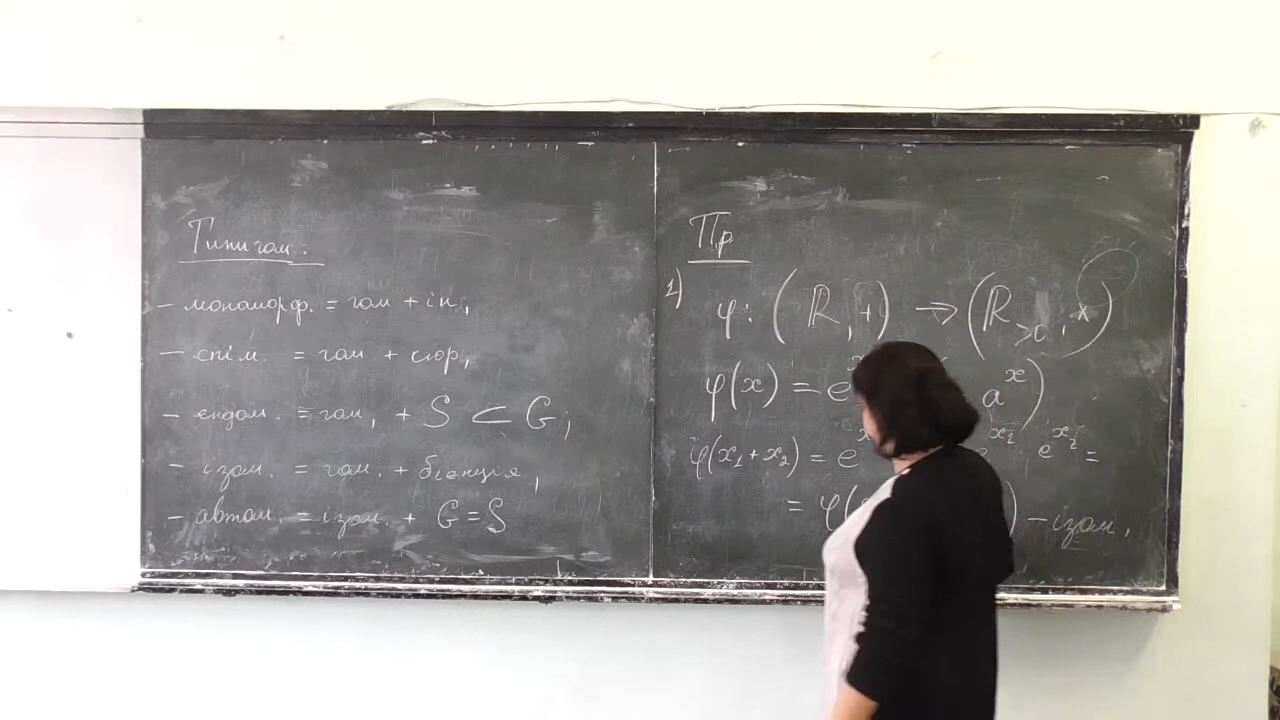 Типи гом.:
- мономорф. = гом + ін,
- епім. = гом + сюр,
- ендом. = гом, + S ⊂ G;
- ізом. = гом. + бієкція,
- автом. = ізом. + G = S
Пр
1) φ: (ℝ, +) → (ℝ>0, *)
φ(x) = e a^x)
φ(x₁ + x₂) = e e^x₂ =
= φ( ) - ізом,